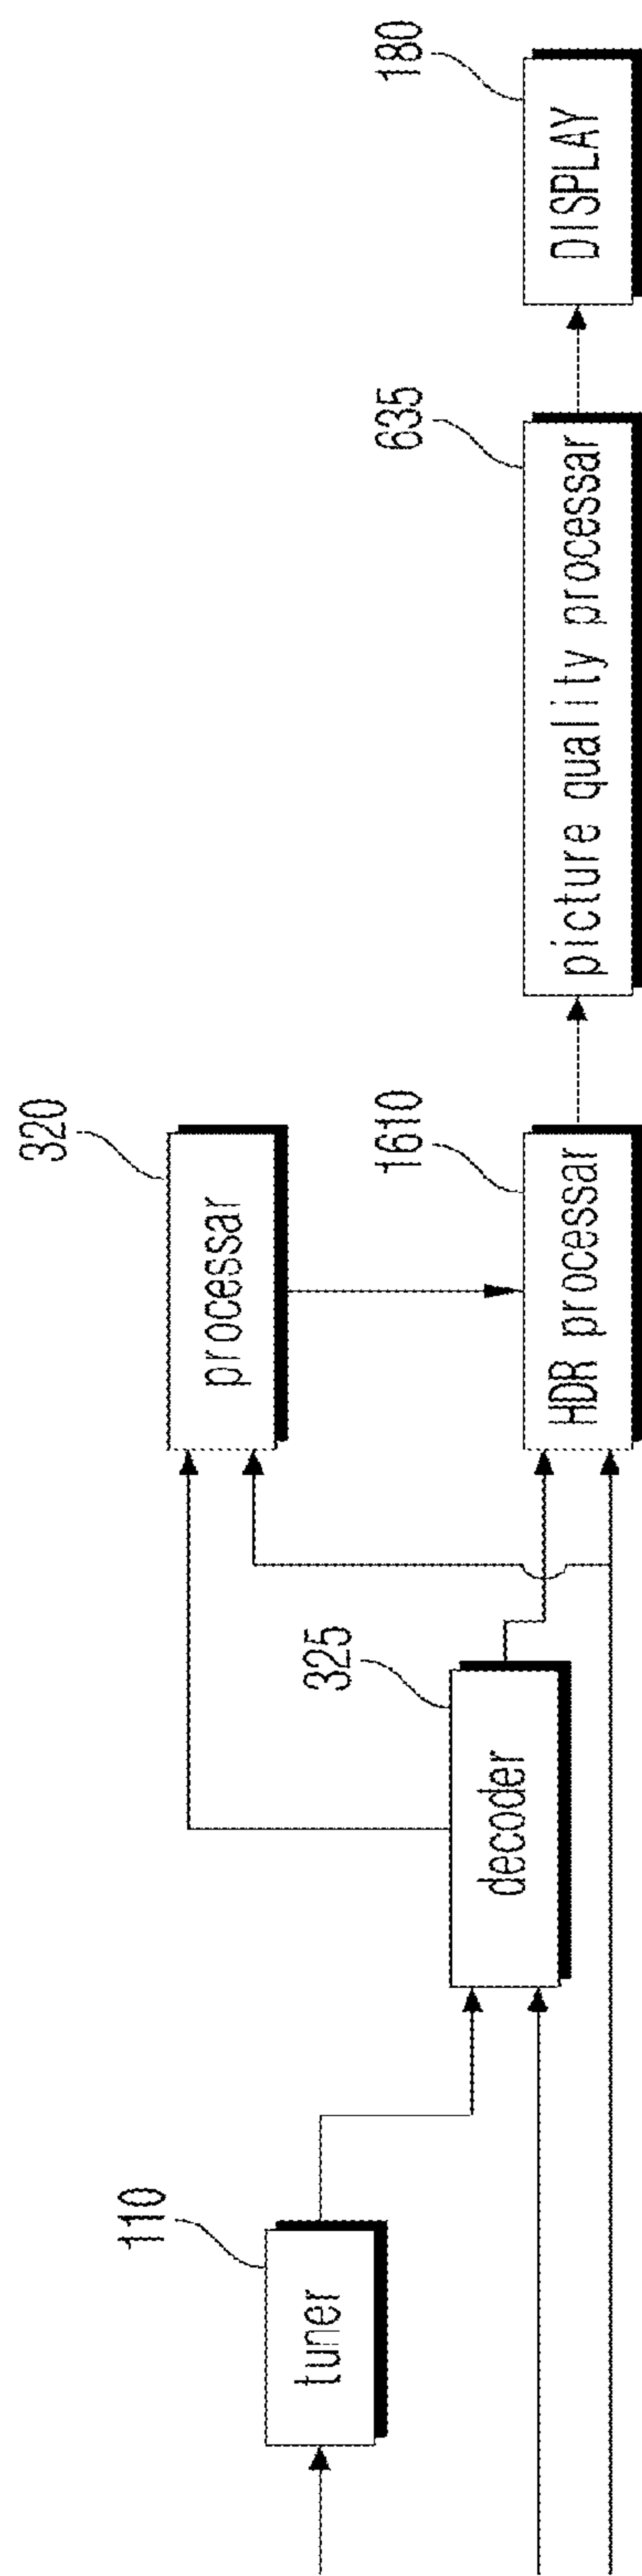 110
tuner
325
decoder
320
processar
1610
HDR processar
635
picture quality processar
180
DISPLAY